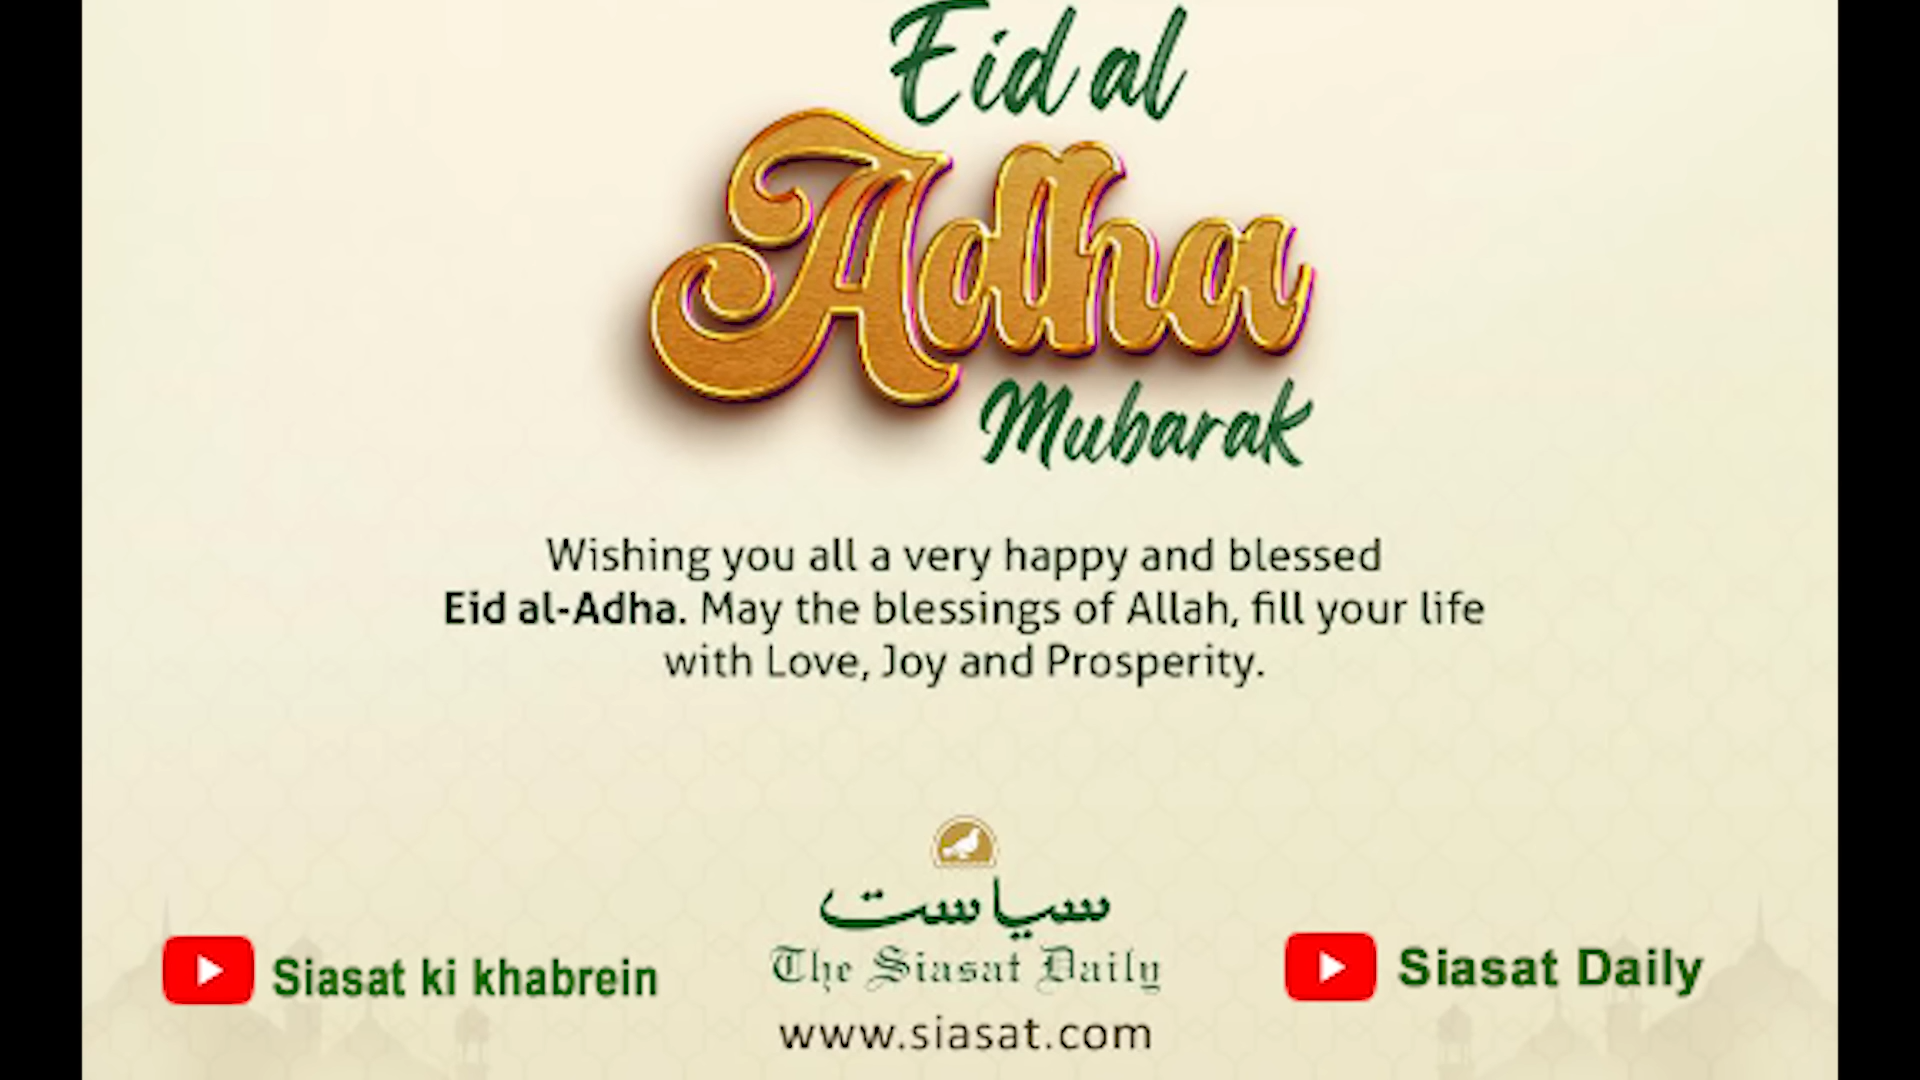 Eid al
Adha
Mubarak
Wishing you all a very happy and blessed
Eid al-Adha. May the blessings of Allah, fill your life
with Love, Joy and Prosperity.
سیاست
The Siasat Daily
Siasat ki khabrein
Siasat Daily
www.siasat.com